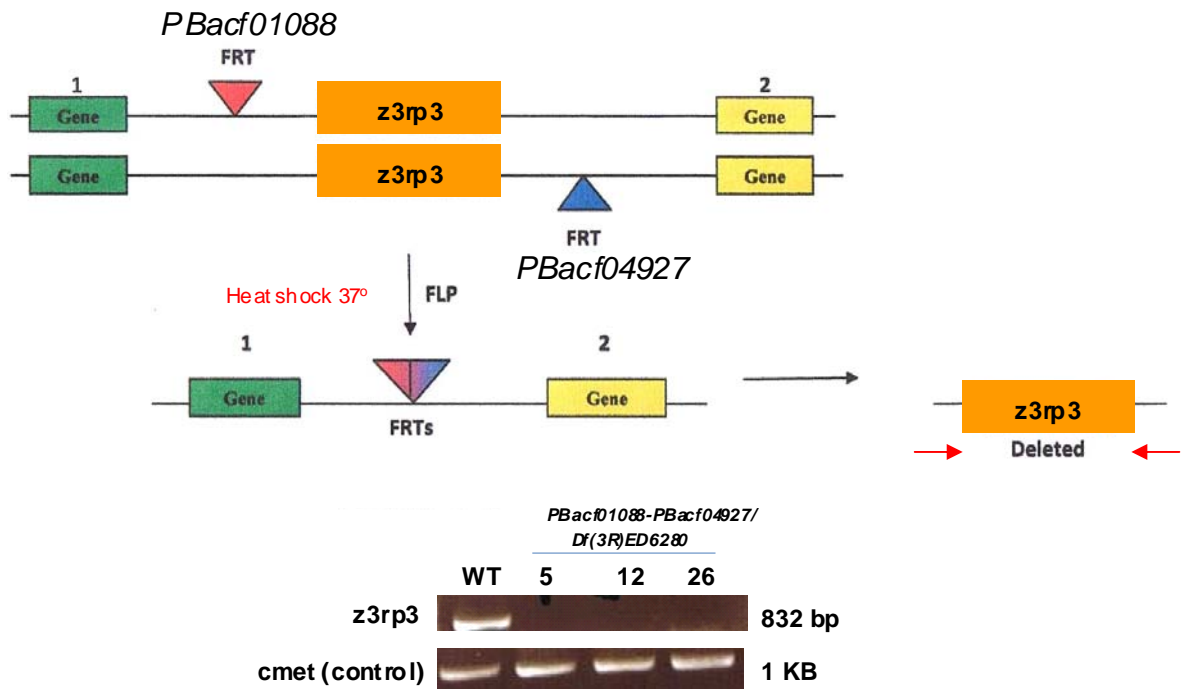 PBacf01088
FRT
1
2
Gene
z3rp3
Gene
Gene
z3rp3
Gene
FRT
PBacf04927
Heat shock 37º
FLP
1
2
Gene
Gene
FRTs
z3rp3
Deleted
PBacf01088-PBacf04927/
Df(3R)ED6280
WT 5 12 26
z3rp3 832 bp
cmet (control) 1 KB